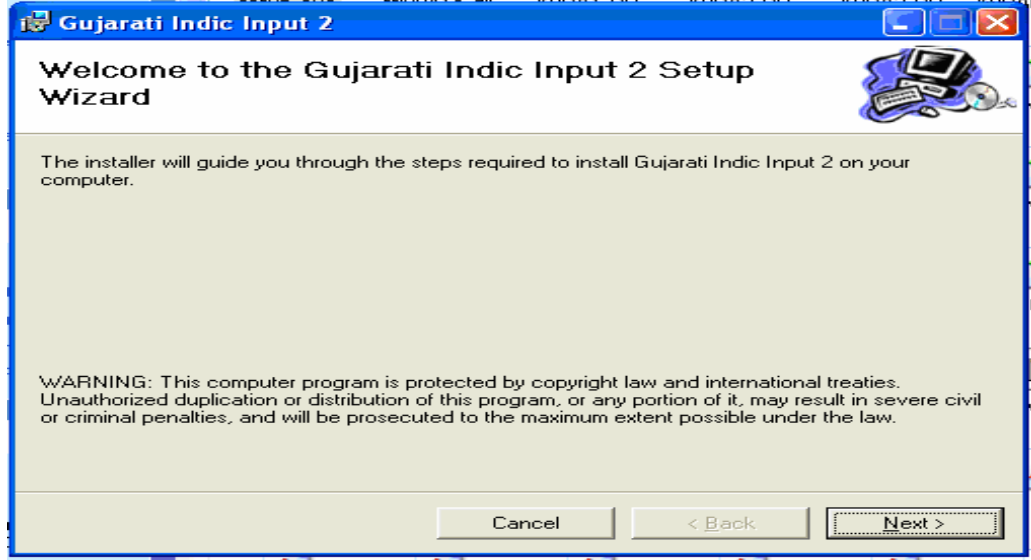 Gujarati Indic Input 2
Welcome to the Gujarati Indic Input 2 Setup
Wizard
The installer will guide you through the steps required to install Gujarati Indic Input 2 on your
computer.
WARNING: This computer program is protected by copyright law and international treaties.
Unauthorized duplication or distribution of this program, or any portion of it, may result in severe civil
or criminal penalties, and will be prosecuted to the maximum extent possible under the law.
Cancel < Back Next >